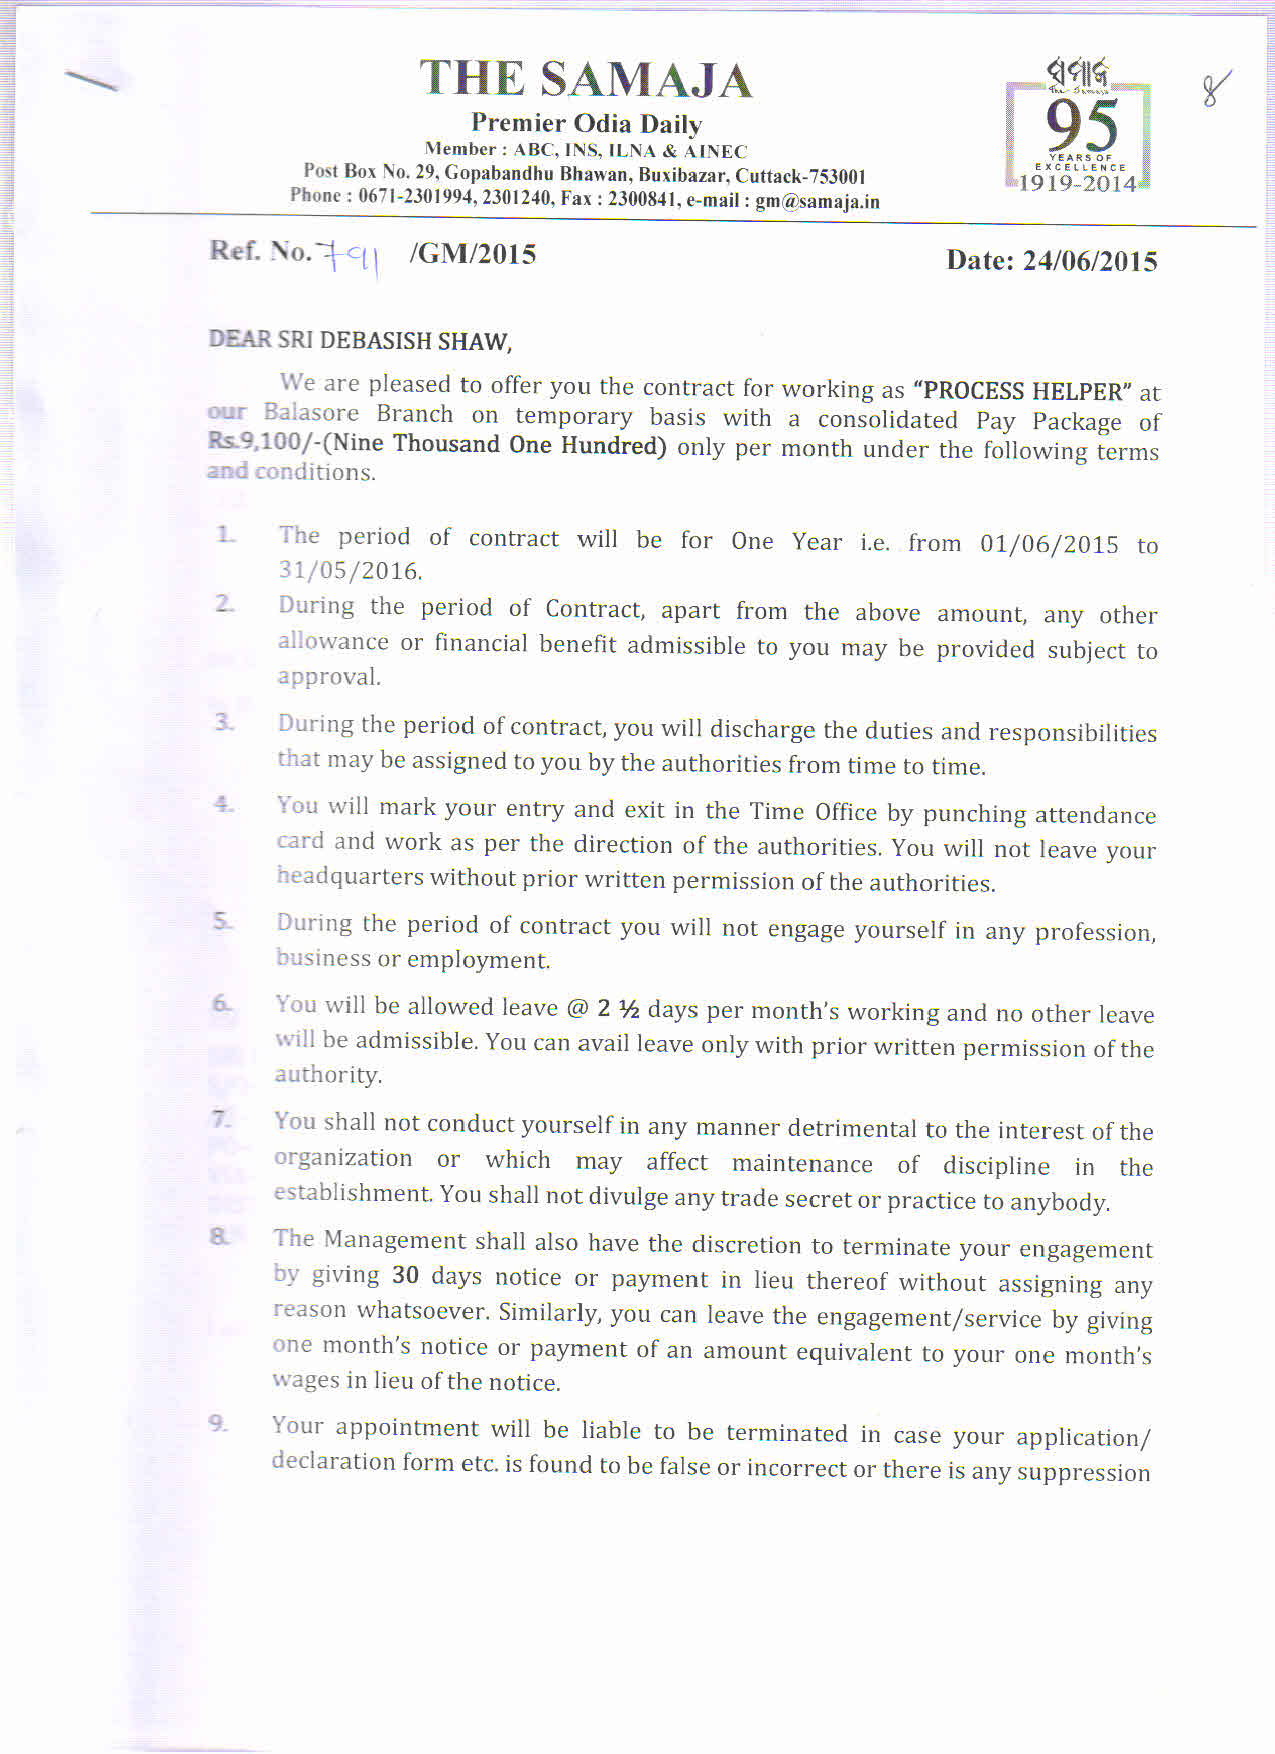 THE SAMAJA
Premier Odia Daily
Member : ABC, INS, ILNA & AINEC
Post Box No. 29, Gopabandhu Bhawan, Buxibazar, Cuttack-753001
Phone : 0671-2301994, 2301240, Fax : 2300841, e-mail : gm@samaja.in
ସମାଜ
The Samaja
95
YEARS OF
EXCELLENCE
1919-2014
8
Ref. No. 791 /GM/2015
Date: 24/06/2015
DEAR SRI DEBASISH SHAW,
We are pleased to offer you the contract for working as “PROCESS HELPER” at
our Balasore Branch on temporary basis with a consolidated Pay Package of
Rs.9,100/-(Nine Thousand One Hundred) only per month under the following terms
and conditions.
1. The period of contract will be for One Year i.e. from 01/06/2015 to
31/05/2016.
2. During the period of Contract, apart from the above amount, any other
allowance or financial benefit admissible to you may be provided subject to
approval.
3. During the period of contract, you will discharge the duties and responsibilities
that may be assigned to you by the authorities from time to time.
4. You will mark your entry and exit in the Time Office by punching attendance
card and work as per the direction of the authorities. You will not leave your
headquarters without prior written permission of the authorities.
5. During the period of contract you will not engage yourself in any profession,
business or employment.
6. You will be allowed leave @ 2 ½ days per month’s working and no other leave
will be admissible. You can avail leave only with prior written permission of the
authority.
7. You shall not conduct yourself in any manner detrimental to the interest of the
organization or which may affect maintenance of discipline in the
establishment. You shall not divulge any trade secret or practice to anybody.
8. The Management shall also have the discretion to terminate your engagement
by giving 30 days notice or payment in lieu thereof without assigning any
reason whatsoever. Similarly, you can leave the engagement/service by giving
one month’s notice or payment of an amount equivalent to your one month’s
wages in lieu of the notice.
9. Your appointment will be liable to be terminated in case your application/
declaration form etc. is found to be false or incorrect or there is any suppression